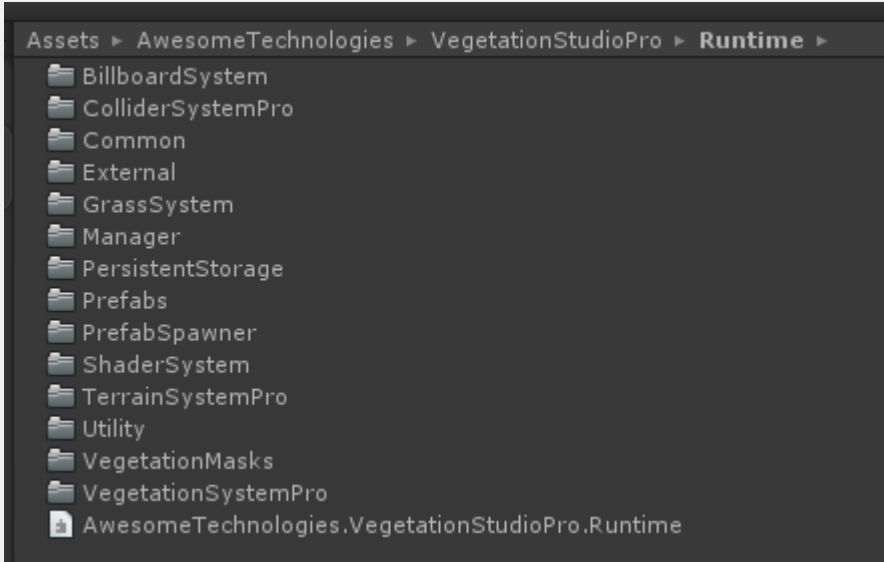 Assets ▸ AwesomeTechnologies ▸ VegetationStudioPro ▸ Runtime ▸
BillboardSystem
ColliderSystemPro
Common
External
GrassSystem
Manager
PersistentStorage
Prefabs
PrefabSpawner
ShaderSystem
TerrainSystemPro
Utility
VegetationMasks
VegetationSystemPro
AwesomeTechnologies.VegetationStudioPro.Runtime